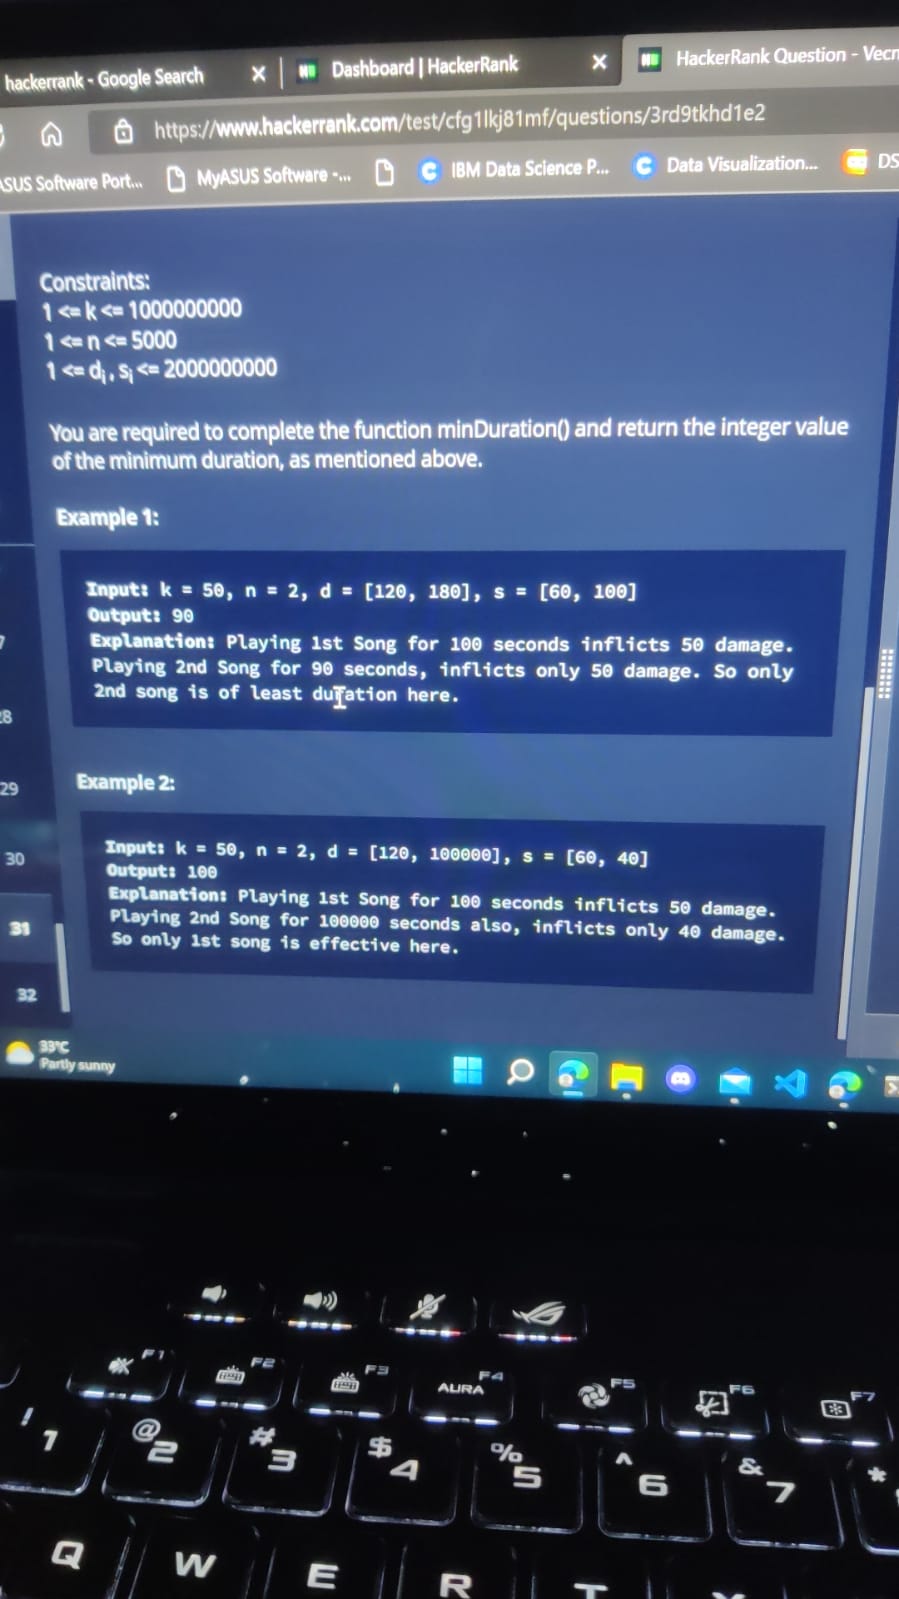 hackerrank - Google Search
Dashboard | HackerRank
HackerRank Question - Vecn
https://www.hackerrank.com/test/cfg1lkj81mf/questions/3rd9tkhd1e2
ASUS Software Port...
MyASUS Software -...
C
IBM Data Science P...
C
Data Visualization...
DS
Constraints:
1 <= k <= 1000000000
1 <= n <= 5000
1 <= di , si <= 2000000000
You are required to complete the function minDuration() and return the integer value
of the minimum duration, as mentioned above.
Example 1:
Input: k = 50, n = 2, d = [120, 180], s = [60, 100]
Output: 90
Explanation: Playing 1st Song for 100 seconds inflicts 50 damage.
Playing 2nd Song for 90 seconds, inflicts only 50 damage. So only
2nd song is of least duration here.
Example 2:
Input: k = 50, n = 2, d = [120, 100000], s = [60, 40]
Output: 100
Explanation: Playing 1st Song for 100 seconds inflicts 50 damage.
Playing 2nd Song for 100000 seconds also, inflicts only 40 damage.
So only 1st song is effective here.
7
28
29
30
31
32
33°C
Partly sunny
F1
F2
F3
F4
AURA
F5
F6
F7
! 1
@ 2
# 3
$ 4
% 5
^ 6
& 7
*
Q W E R T